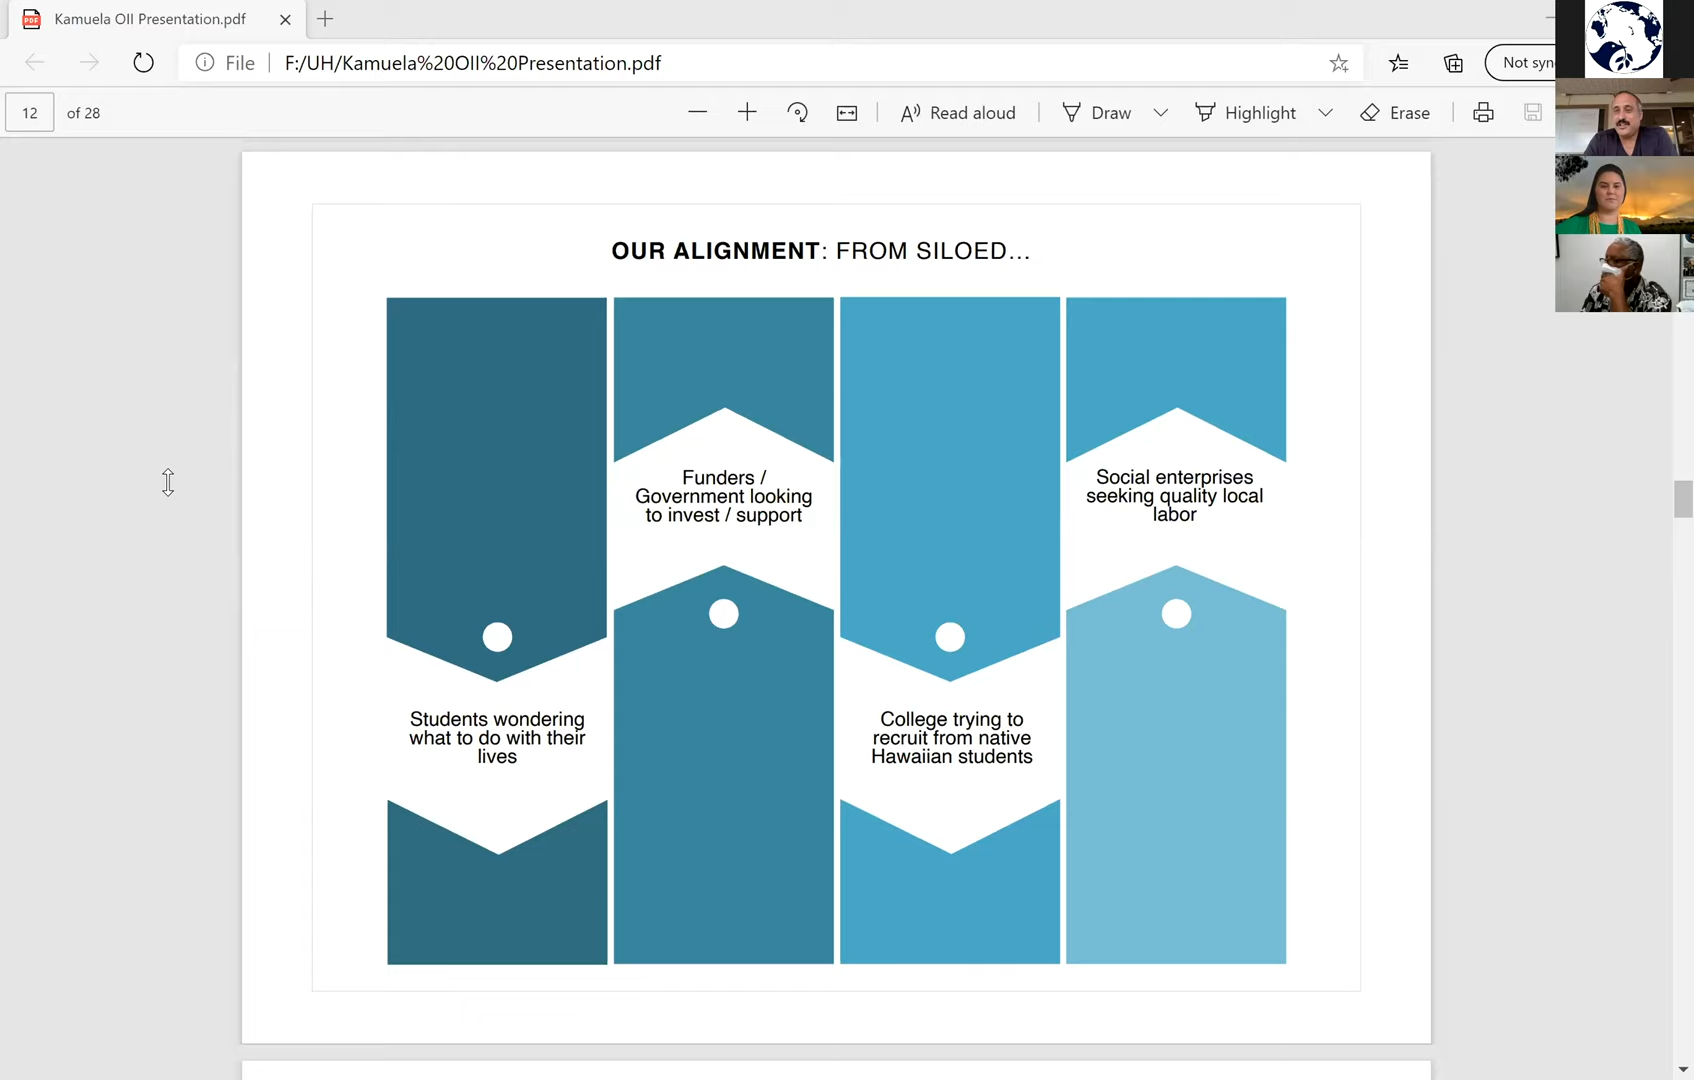 Kamuela OII Presentation.pdf
File
F:/UH/Kamuela%20OII%20Presentation.pdf
Not syn
12
of 28
Read aloud
Draw
Highlight
Erase
OUR ALIGNMENT: FROM SILOED...
Funders /
Government looking
to invest / support
Social enterprises
seeking quality local
labor
Students wondering
what to do with their
lives
College trying to
recruit from native
Hawaiian students